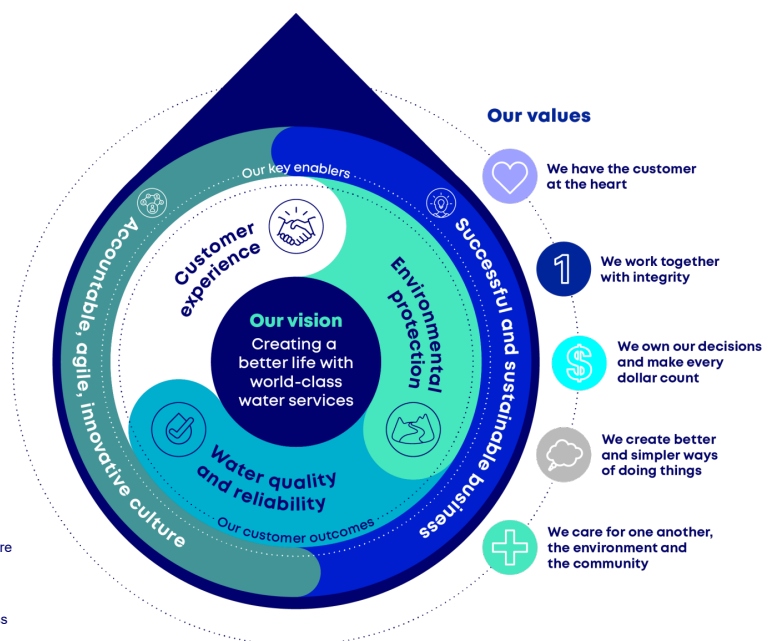 Our values
We have the customer
at the heart
1
We work together
with integrity
$
We own our decisions
and make every
dollar count
We create better
and simpler ways
of doing things
We care for one another,
the environment and
the community
Our key enablers
Accountable, agile, innovative culture
Successful and sustainable business
Customer
experience
Environmental
protection
Our vision
Creating a
better life with
world-class
water services
Water quality
and reliability
Our customer outcomes
re
s